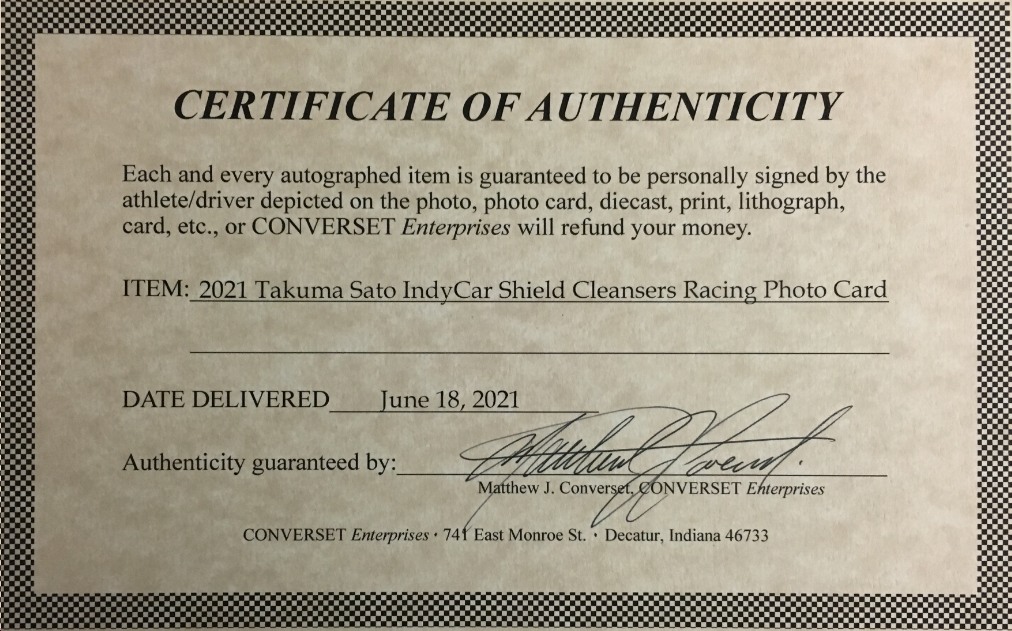 CERTIFICATE OF AUTHENTICITY
Each and every autographed item is guaranteed to be personally signed by the
athlete/driver depicted on the photo, photo card, diecast, print, lithograph,
card, etc., or CONVERSET Enterprises will refund your money.
ITEM: 2021 Takuma Sato IndyCar Shield Cleansers Racing Photo Card
DATE DELIVERED June 18, 2021
Authenticity guaranteed by:
Matthew J. Converset, CONVERSET Enterprises
CONVERSET Enterprises · 741 East Monroe St. · Decatur, Indiana 46733